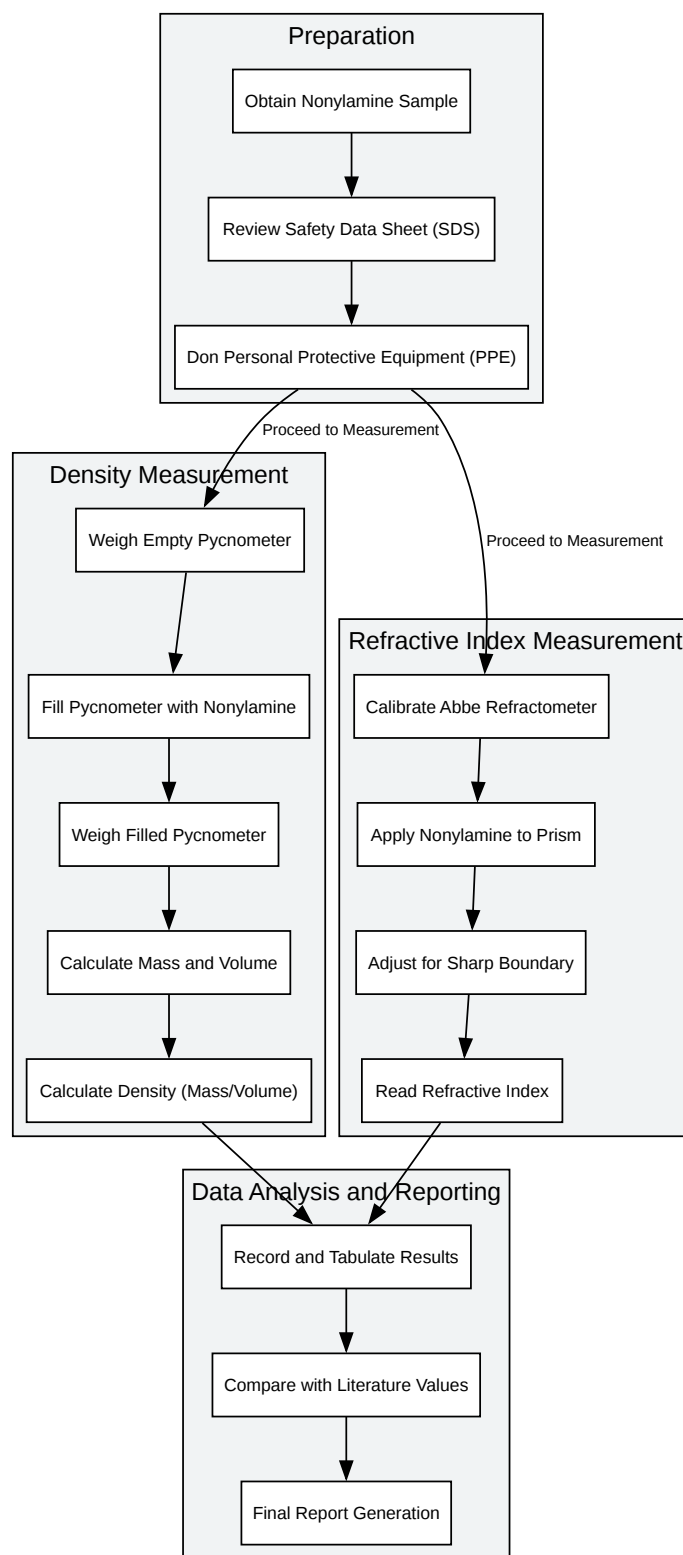 Preparation
Obtain Nonylamine Sample
Review Safety Data Sheet (SDS)
Don Personal Protective Equipment (PPE)
Proceed to Measurement
Proceed to Measurement
Density Measurement
Weigh Empty Pycnometer
Fill Pycnometer with Nonylamine
Weigh Filled Pycnometer
Calculate Mass and Volume
Calculate Density (Mass/Volume)
Refractive Index Measurement
Calibrate Abbe Refractometer
Apply Nonylamine to Prism
Adjust for Sharp Boundary
Read Refractive Index
Data Analysis and Reporting
Record and Tabulate Results
Compare with Literature Values
Final Report Generation